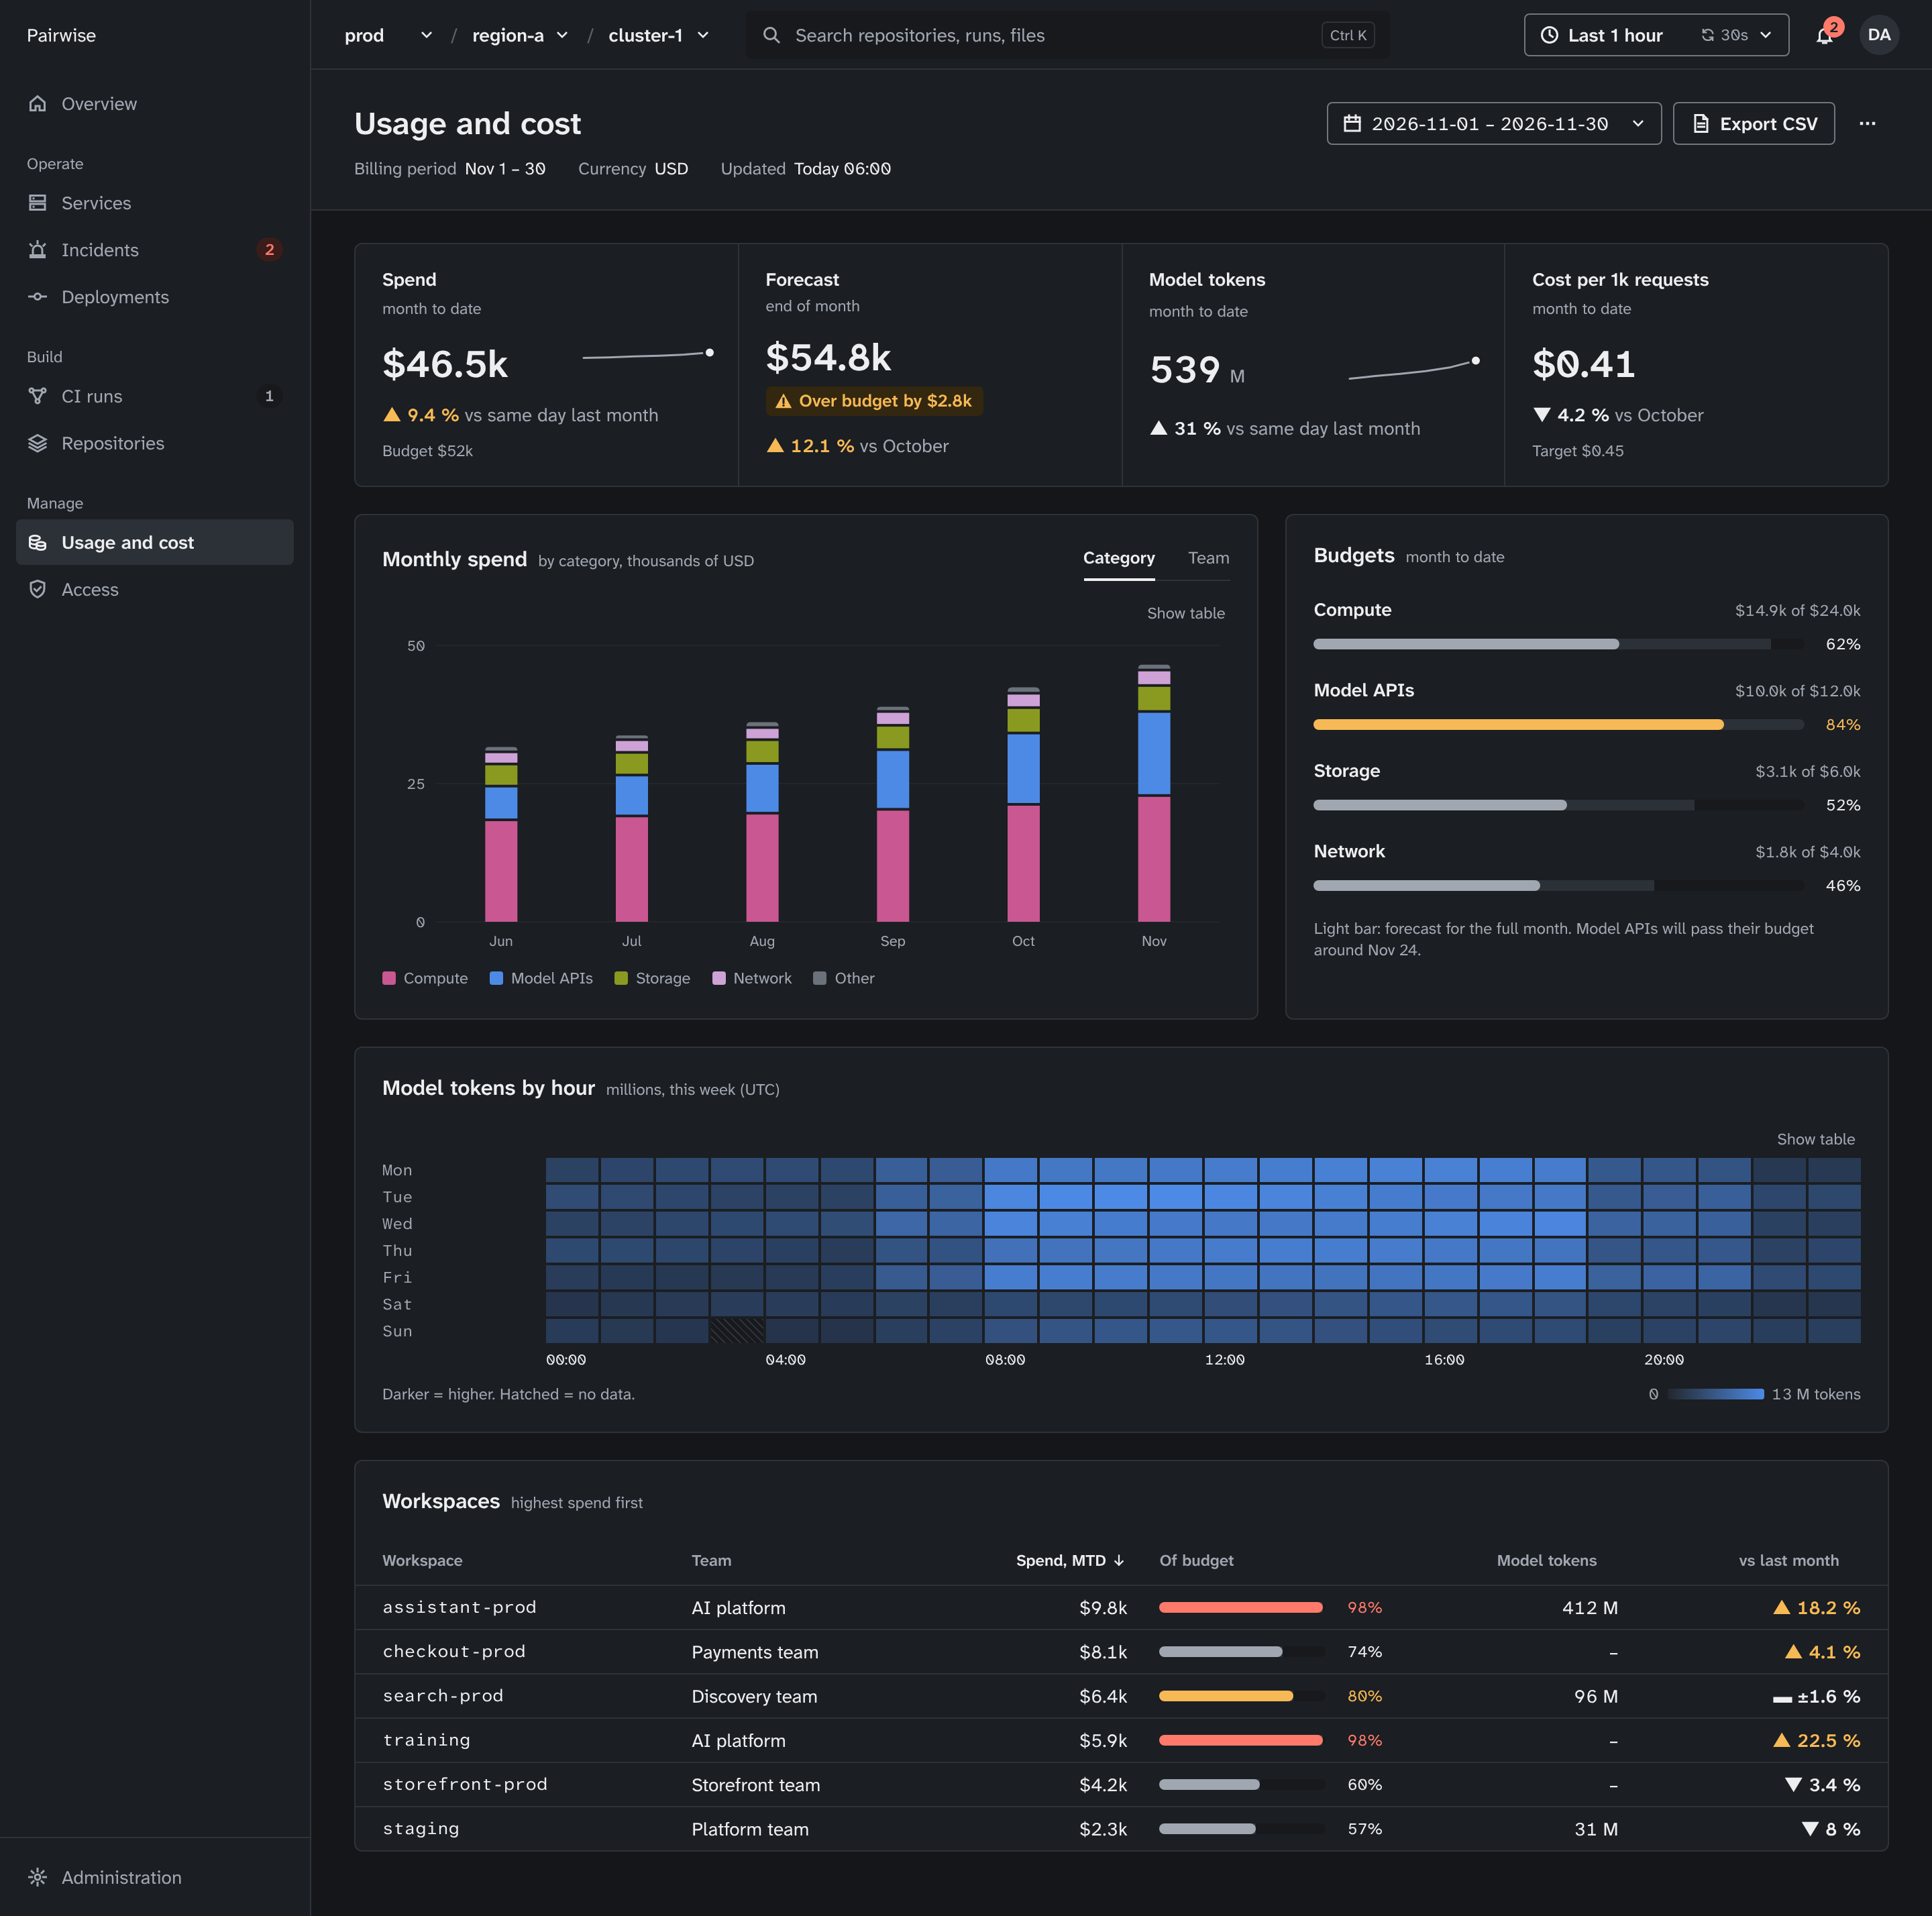 Pairwise
Overview
Operate
Services
Incidents 2
Deployments
Build
CI runs 1
Repositories
Manage
Usage and cost
Access
Administration
prod / region-a / cluster-1
Search repositories, runs, files Ctrl K
Last 1 hour 30s
2
DA
Usage and cost
2026-11-01 – 2026-11-30
Export CSV
Billing period Nov 1 – 30 Currency USD Updated Today 06:00
Spend
month to date
$46.5k
9.4 % vs same day last month
Budget $52k
Forecast
end of month
$54.8k
Over budget by $2.8k
12.1 % vs October
Model tokens
month to date
539 M
31 % vs same day last month
Cost per 1k requests
month to date
$0.41
4.2 % vs October
Target $0.45
Monthly spend by category, thousands of USD
Category Team
Show table
50
25
0
Jun Jul Aug Sep Oct Nov
Compute Model APIs Storage Network Other
Budgets month to date
Compute $14.9k of $24.0k
62%
Model APIs $10.0k of $12.0k
84%
Storage $3.1k of $6.0k
52%
Network $1.8k of $4.0k
46%
Light bar: forecast for the full month. Model APIs will pass their budget
around Nov 24.
Model tokens by hour millions, this week (UTC)
Show table
Mon
Tue
Wed
Thu
Fri
Sat
Sun
00:00 04:00 08:00 12:00 16:00 20:00
Darker = higher. Hatched = no data.
0 13 M tokens
Workspaces highest spend first
Workspace Team Spend, MTD ↓ Of budget Model tokens vs last month
assistant-prod AI platform $9.8k 98% 412 M 18.2 %
checkout-prod Payments team $8.1k 74% – 4.1 %
search-prod Discovery team $6.4k 80% 96 M ±1.6 %
training AI platform $5.9k 98% – 22.5 %
storefront-prod Storefront team $4.2k 60% – 3.4 %
staging Platform team $2.3k 57% 31 M 8 %